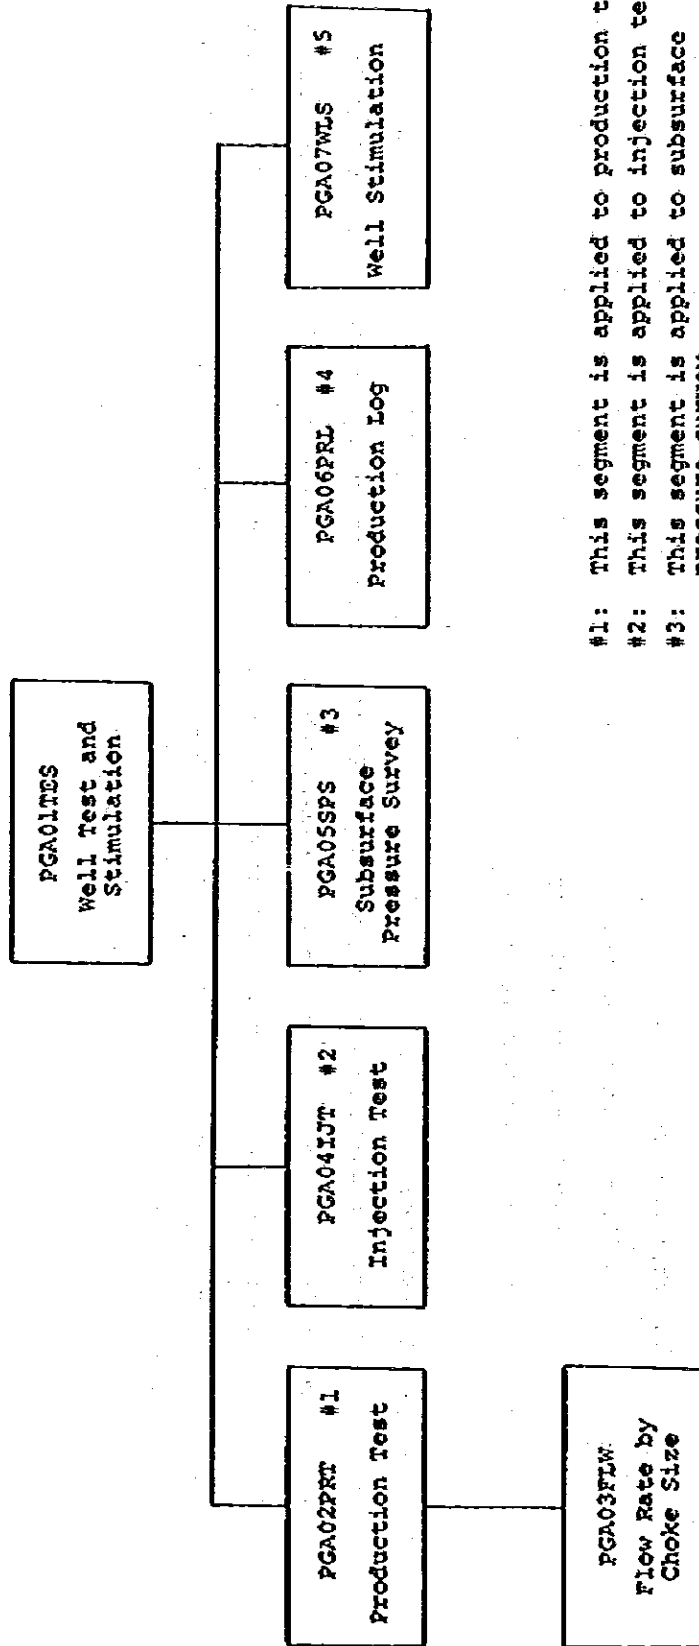 PGA01TES
Well Test and
Stimulation
PGA02PRT #1
Production Test
PGA04IJT #2
Injection Test
PGA05SPS #3
Subsurface
Pressure Survey
PGA06PRL #4
Production Log
PGA07WLS #5
Well Stimulation
PGA03FLW
Flow Rate by
Choke Size
#1: This segment is applied to production t
#2: This segment is applied to injection te
#3: This segment is applied to subsurface